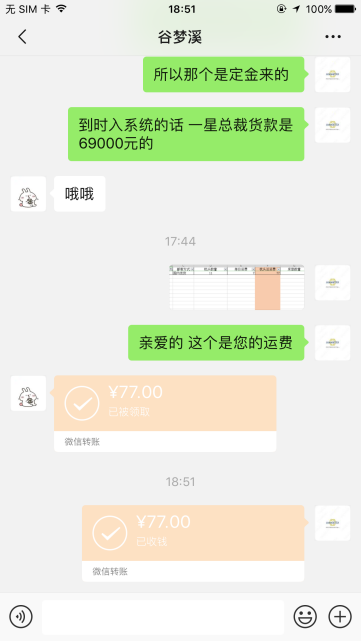 无 SIM 卡
18:51
100%
谷梦溪
所以那个是定金来的
到时入系统的话 一星总裁货款是
69000元的
哦哦
17:44
亲爱的 这个是您的运费
¥77.00
已被领取
微信转账
18:51
¥77.00
已收钱
微信转账